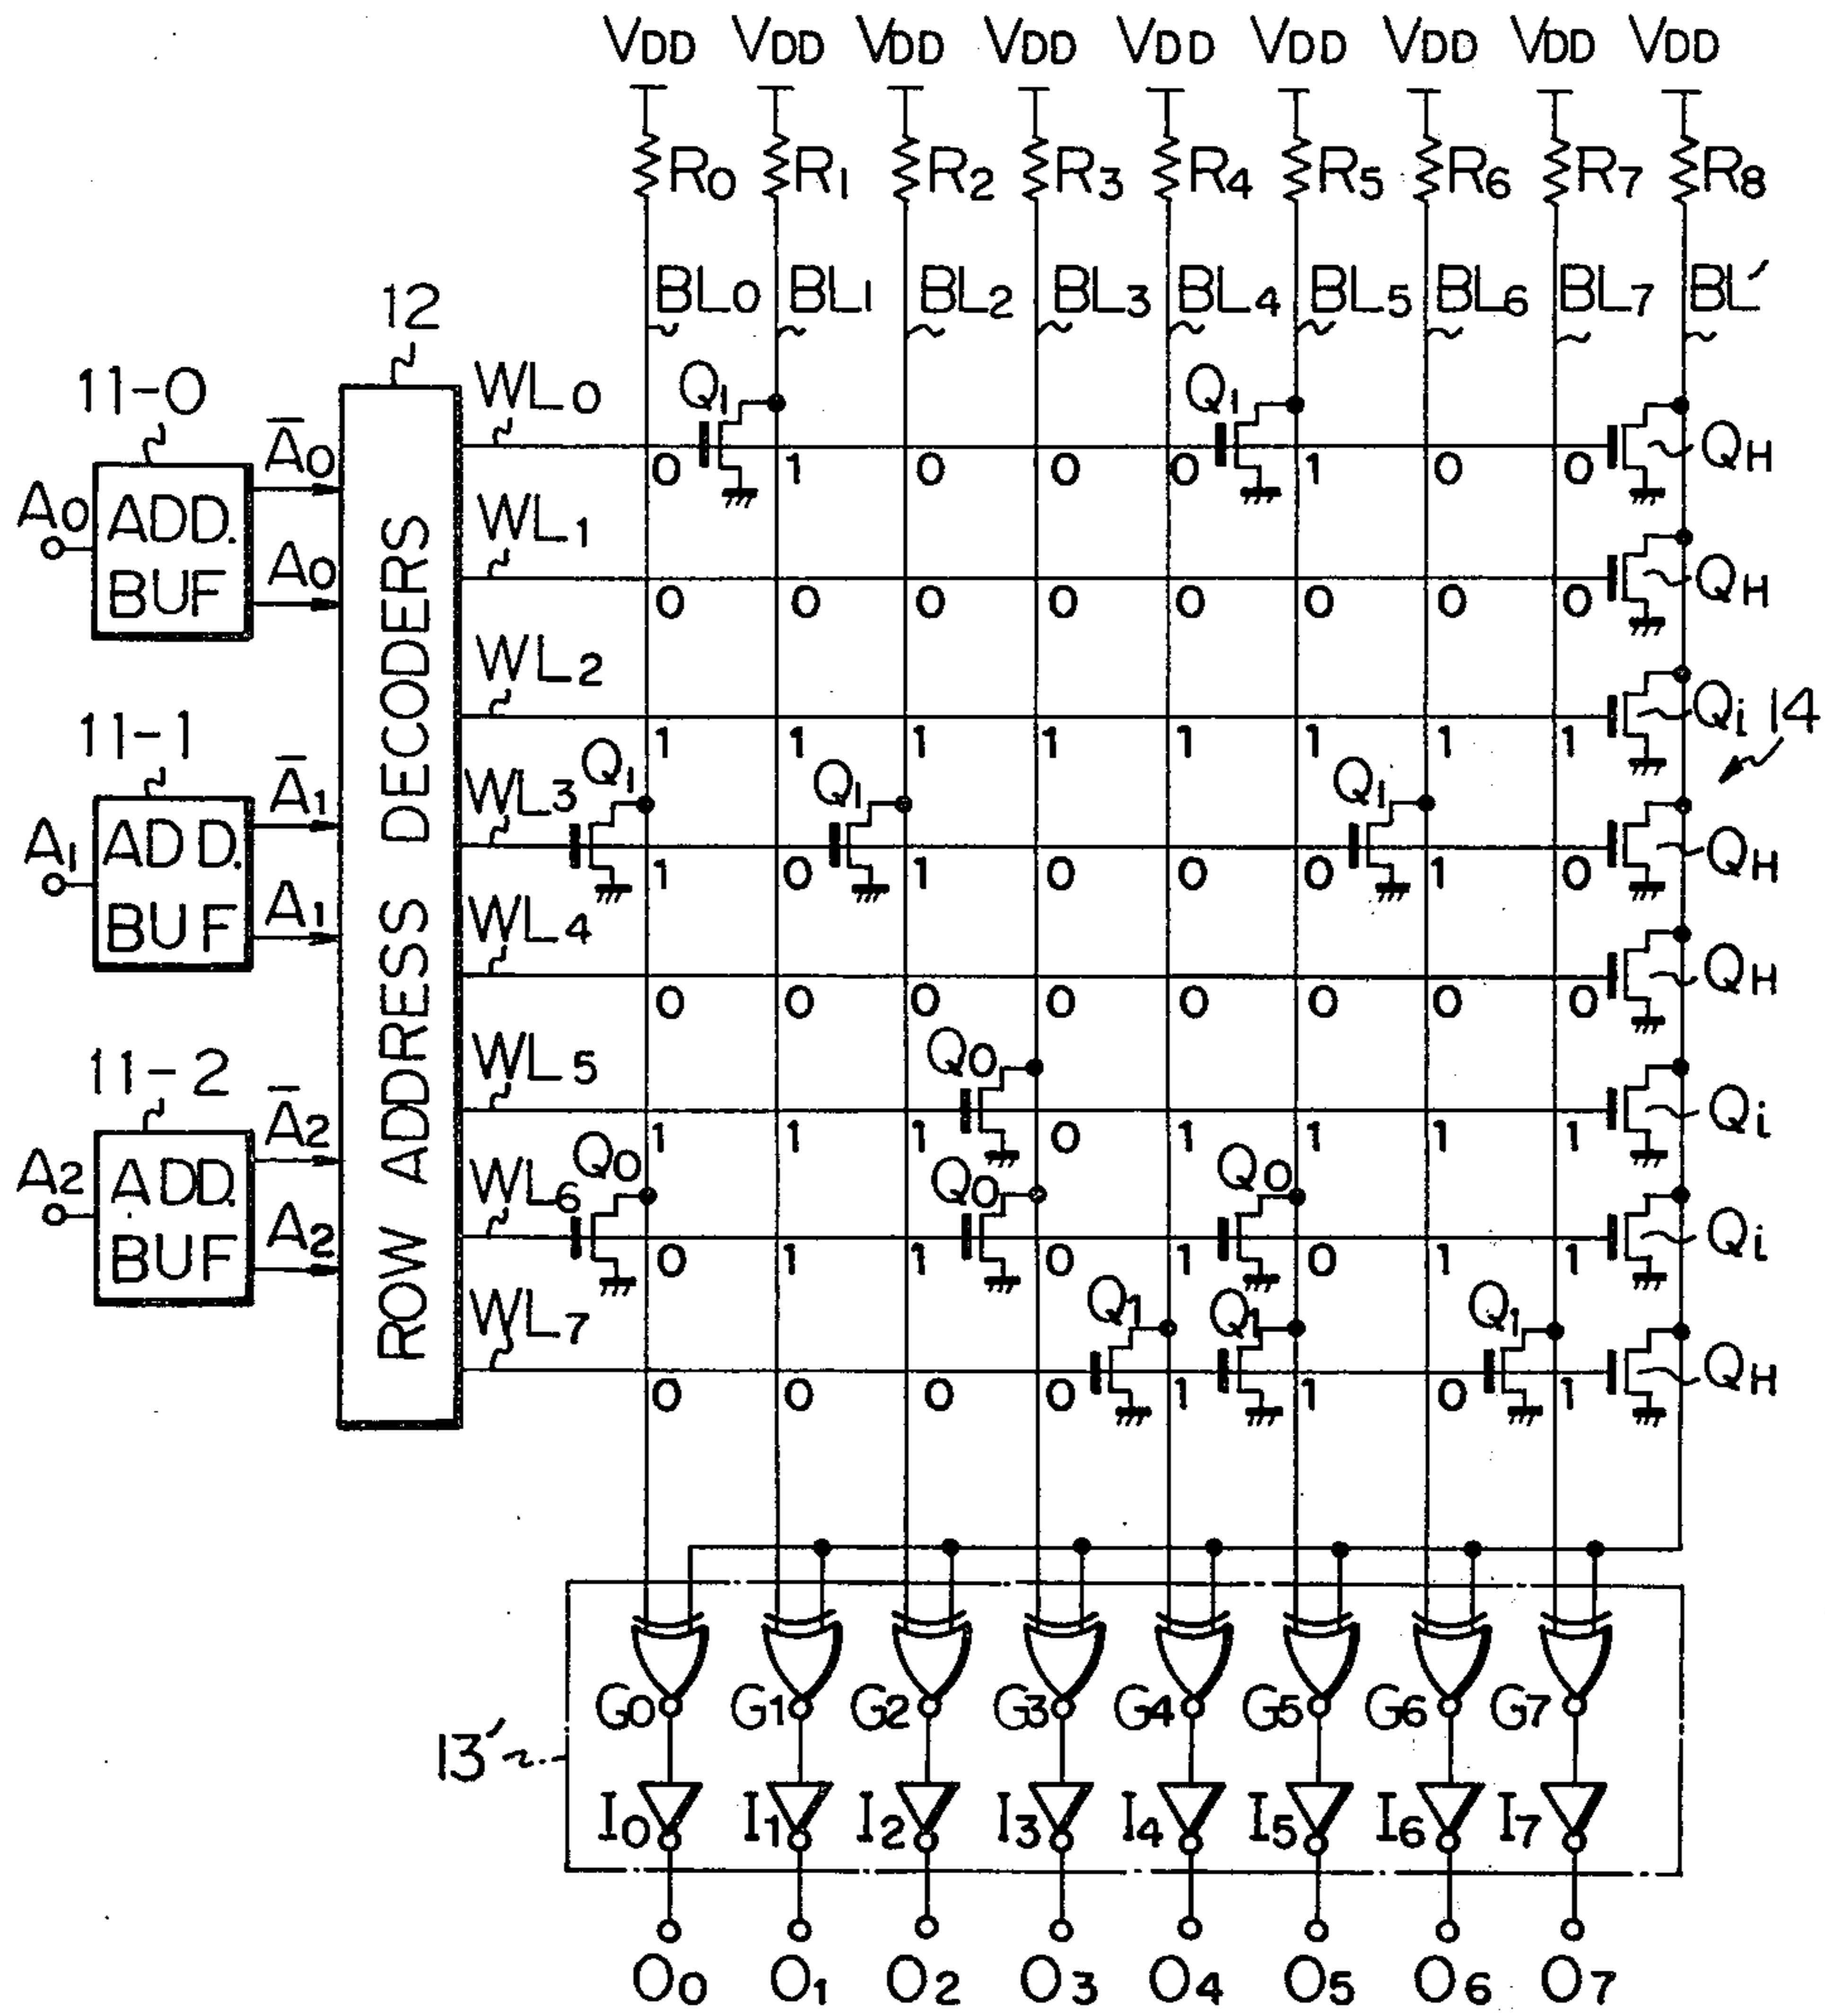 VDD VDD VDD VDD VDD VDD VDD VDD VDD
R0 R1 R2 R3 R4 R5 R6 R7 R8
BL0 BL1 BL2 BL3 BL4 BL5 BL6 BL7 BL′
12
11-0
A̅0
A0
ADD. BUF
A0
11-1
A̅1
A1
ADD. BUF
A1
11-2
A̅2
A2
ADD. BUF
A2
ROW ADDRESS DECODERS
WL0 Q1 Q1 QH
0 1 0 0 0 1 0 0
WL1 QH
0 0 0 0 0 0 0 0
WL2 Qi 14
1 1 1 1 1 1 1 1
WL3 Q1 Q1 Q1 QH
1 0 1 0 0 0 1 0
WL4 QH
0 0 0 0 0 0 0 0
WL5 Q0 Qi
1 1 1 0 1 1 1 1
WL6 Q0 Q0 Q0 Qi
0 1 1 0 1 0 1 1
WL7 Q1 Q1 Q1 QH
0 0 0 0 1 1 0 1
G0 G1 G2 G3 G4 G5 G6 G7
13′
I0 I1 I2 I3 I4 I5 I6 I7
O0 O1 O2 O3 O4 O5 O6 O7